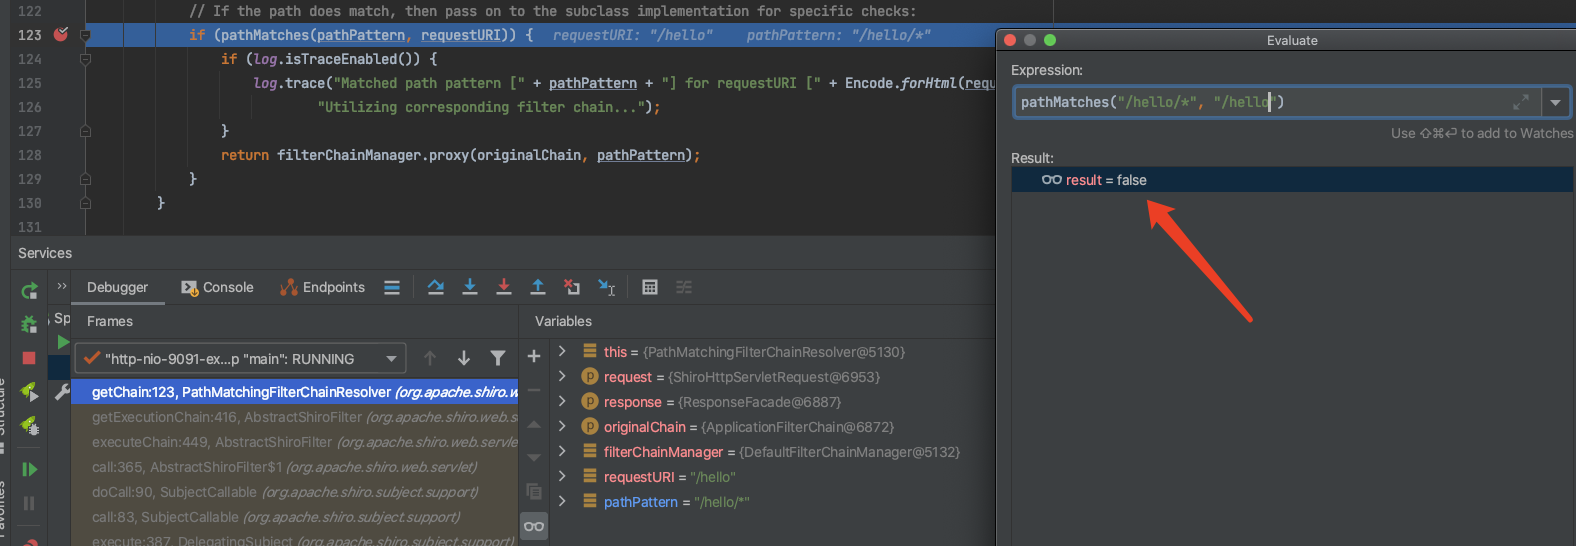 122 // If the path does match, then pass on to the subclass implementation for specific checks:
123 if (pathMatches(pathPattern, requestURI)) { requestURI: "/hello" pathPattern: "/hello/*"
124 if (log.isTraceEnabled()) {
125 log.trace("Matched path pattern [" + pathPattern + "] for requestURI [" + Encode.forHtml(requ
126 "Utilizing corresponding filter chain...");
127 }
128 return filterChainManager.proxy(originalChain, pathPattern);
129 }
130 }
131
Evaluate
Expression:
pathMatches("/hello/*", "/hello")
Use ⇧⌘⏎ to add to Watches
Result:
result = false
Services
Debugger Console Endpoints
Sp
Frames
"http-nio-9091-ex...p "main": RUNNING
getChain:123, PathMatchingFilterChainResolver (org.apache.shiro.w
getExecutionChain:416, AbstractShiroFilter (org.apache.shiro.web.s
executeChain:449, AbstractShiroFilter (org.apache.shiro.web.servle
call:365, AbstractShiroFilter$1 (org.apache.shiro.web.servlet)
doCall:90, SubjectCallable (org.apache.shiro.subject.support)
call:83, SubjectCallable (org.apache.shiro.subject.support)
execute:387, DelegatingSubject (org.apache.shiro.subject.support)
Variables
this = {PathMatchingFilterChainResolver@5130}
request = {ShiroHttpServletRequest@6953}
response = {ResponseFacade@6887}
originalChain = {ApplicationFilterChain@6872}
filterChainManager = {DefaultFilterChainManager@5132}
requestURI = "/hello"
pathPattern = "/hello/*"
Structure
Favorites